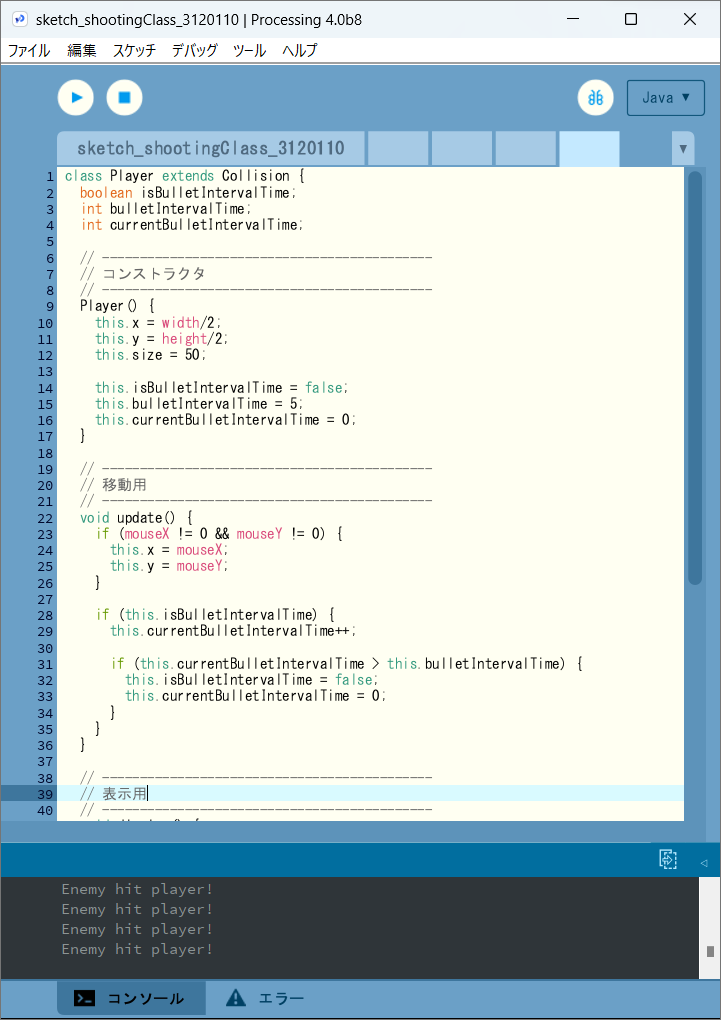 sketch_shootingClass_3120110 | Processing 4.0b8
ファイル 編集 スケッチ デバッグ ツール ヘルプ
Java ▼
sketch_shootingClass_3120110 ▼
1 class Player extends Collision {
2 boolean isBulletIntervalTime;
3 int bulletIntervalTime;
4 int currentBulletIntervalTime;
5
6 // --------------------------------------------
7 // コンストラクタ
8 // --------------------------------------------
9 Player() {
10 this.x = width/2;
11 this.y = height/2;
12 this.size = 50;
13
14 this.isBulletIntervalTime = false;
15 this.bulletIntervalTime = 5;
16 this.currentBulletIntervalTime = 0;
17 }
18
19 // --------------------------------------------
20 // 移動用
21 // --------------------------------------------
22 void update() {
23 if (mouseX != 0 && mouseY != 0) {
24 this.x = mouseX;
25 this.y = mouseY;
26 }
27
28 if (this.isBulletIntervalTime) {
29 this.currentBulletIntervalTime++;
30
31 if (this.currentBulletIntervalTime > this.bulletIntervalTime) {
32 this.isBulletIntervalTime = false;
33 this.currentBulletIntervalTime = 0;
34 }
35 }
36 }
37
38 // --------------------------------------------
39 // 表示用
40 // --------------------------------------------
Enemy hit player!
Enemy hit player!
Enemy hit player!
Enemy hit player!
コンソール エラー